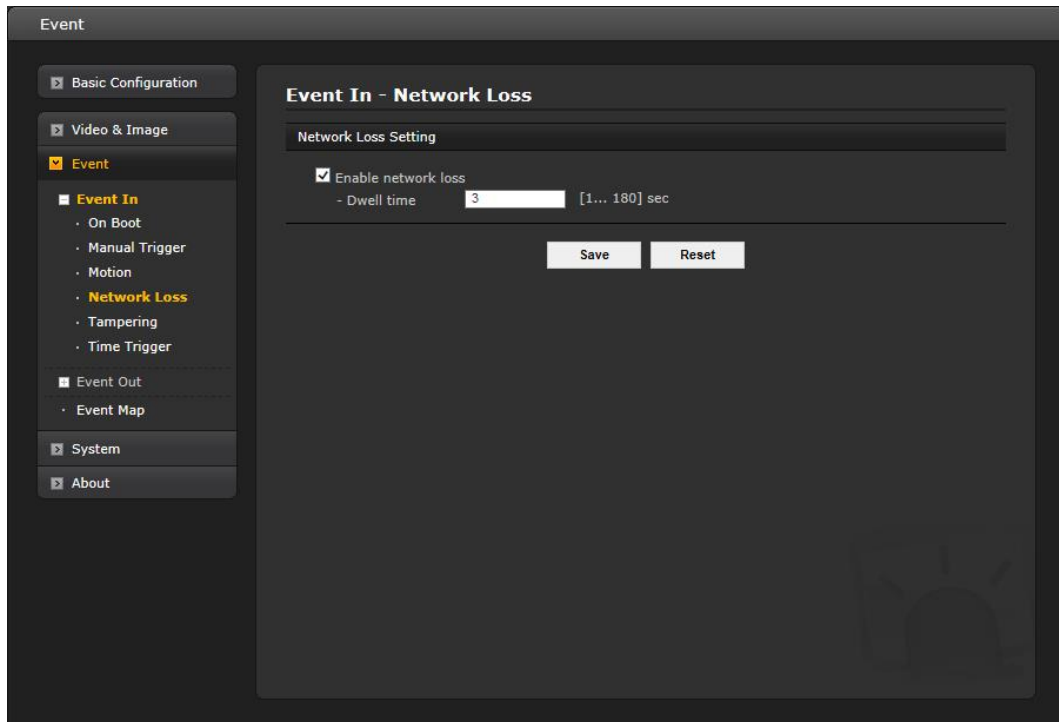 Event
Basic Configuration
Video & Image
Event
Event In
· On Boot
· Manual Trigger
· Motion
· Network Loss
· Tampering
· Time Trigger
Event Out
· Event Map
System
About
Event In - Network Loss
Network Loss Setting
Enable network loss
- Dwell time 3 [1... 180] sec
Save Reset